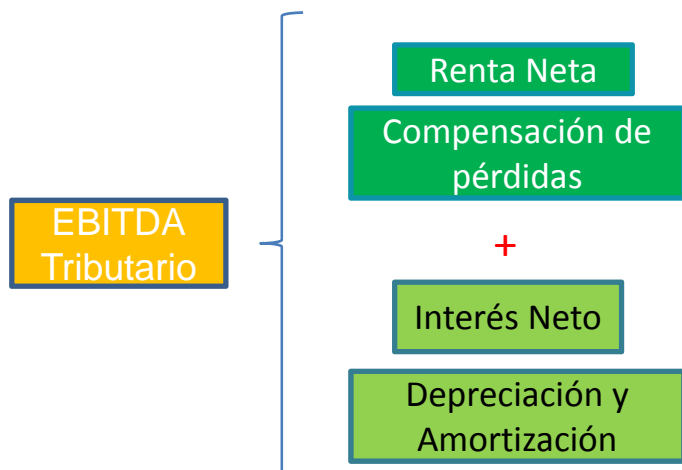 Renta Neta
Compensación de
pérdidas
EBITDA
Tributario
+
Interés Neto
Depreciación y
Amortización